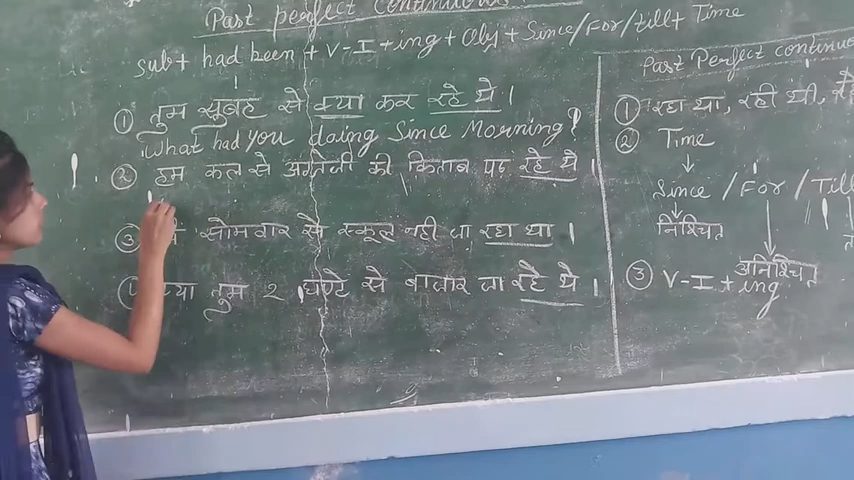 Past perfect continuous
sub+ had been + V-I + ing + obj + Since/For/till + Time
① तुम सुबह से क्या कर रहे थे।
What had you doing Since Morning?
② हम कल से अंग्रेजी की किताब पढ़ रहे थे।
③ सोमवार से स्कूल नही जा रहा था।
तुम 2 घण्टे से बाजार जा रहे थे।
Past Perfect continuous
① रहा था, रही थी,
② Time
Since / For / Till
निश्चित
अनिश्चित
③ V-I + ing